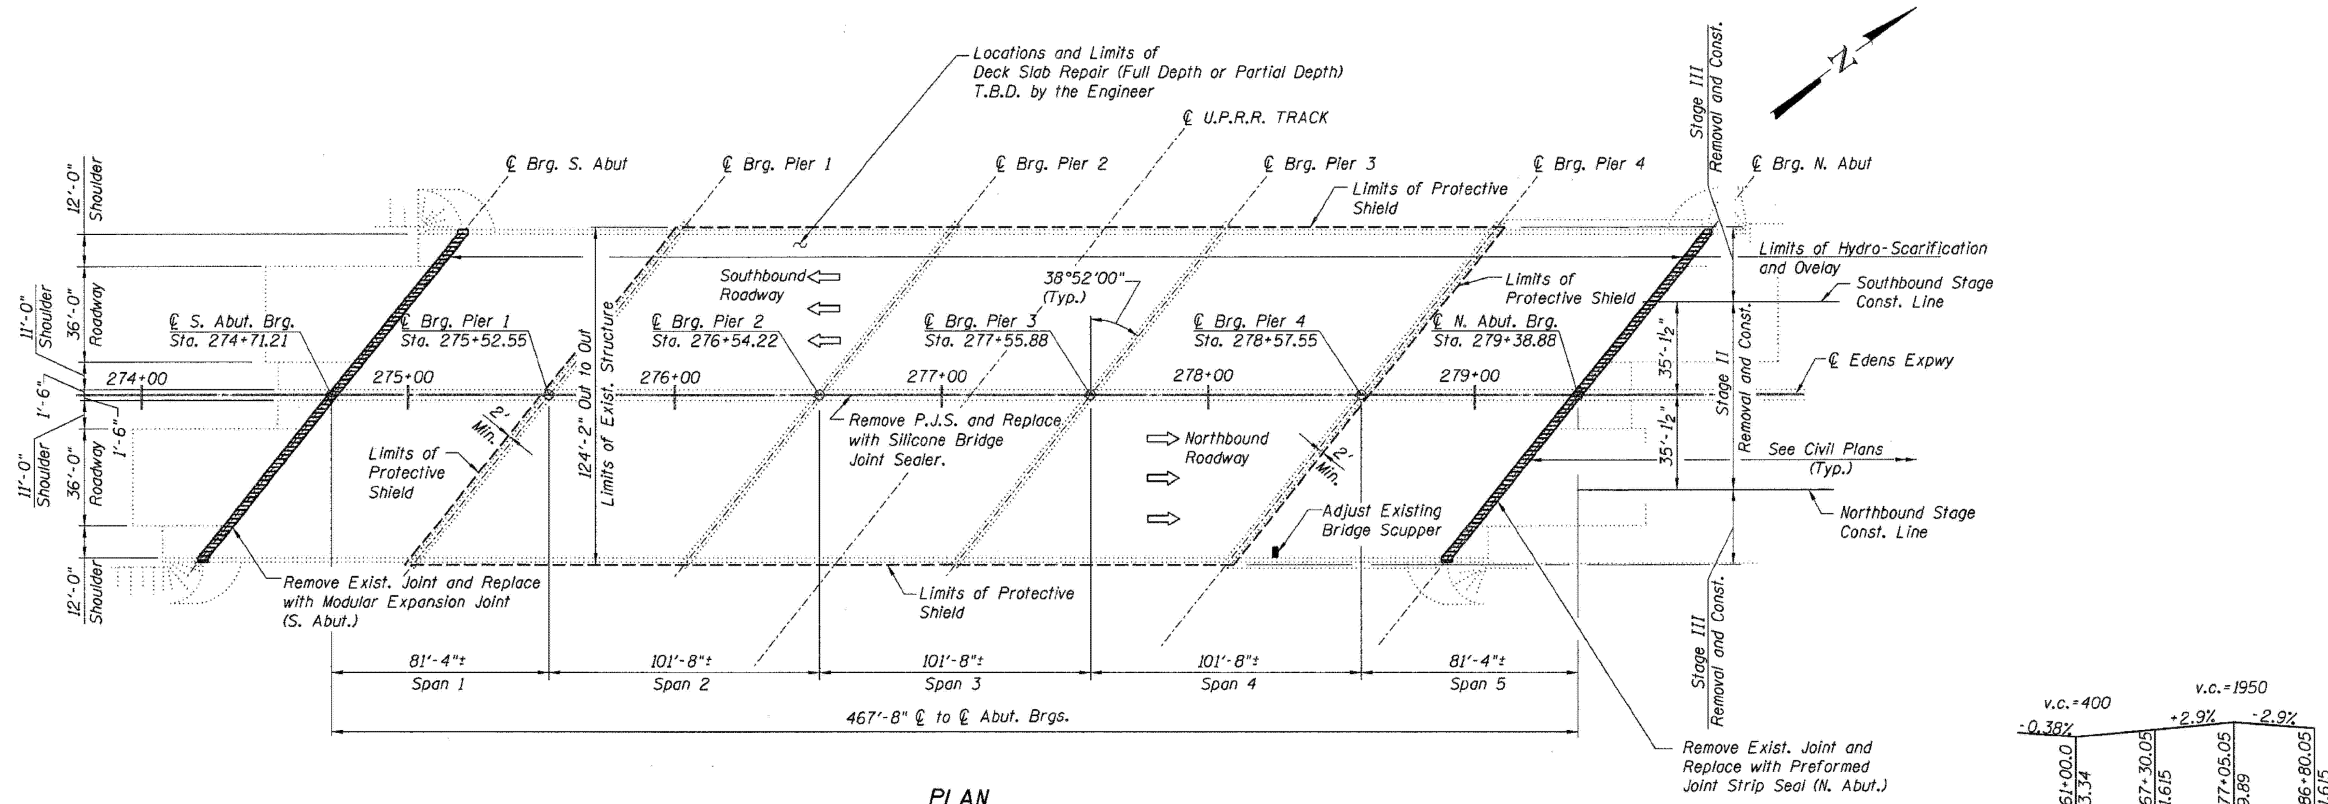 Locations and Limits of
Deck Slab Repair (Full Depth or Partial Depth)
T.B.D. by the Engineer
℄ U.P.R.R. TRACK
N
Stage III
Removal and Const.
12'-0"
Shoulder
℄ Brg. S. Abut
℄ Brg. Pier 1
℄ Brg. Pier 2
℄ Brg. Pier 3
℄ Brg. Pier 4
℄ Brg. N. Abut
Limits of Protective
Shield
Limits of Hydro-Scarification
and Ovelay
Southbound Stage
Const. Line
Southbound
Roadway
38°52'00"
(Typ.)
Limits of
Protective Shield
36'-0"
Roadway
11'-0"
Shoulder
℄ S. Abut. Brg.
Sta. 274+71.21
℄ Brg. Pier 1
Sta. 275+52.55
℄ Brg. Pier 2
Sta. 276+54.22
℄ Brg. Pier 3
Sta. 277+55.88
℄ Brg. Pier 4
Sta. 278+57.55
℄ N. Abut. Brg.
Sta. 279+38.88
35'-1½"
℄ Edens Expwy
274+00
275+00
276+00
277+00
278+00
279+00
1'-6"
1'-6"
2'
Min.
124'-2" Out to Out
Limits of Exist. Structure
Remove P.J.S. and Replace
with Silicone Bridge
Joint Sealer.
Northbound
Roadway
2'
Min.
35'-1½"
Stage II
Removal and Const.
See Civil Plans
(Typ.)
11'-0"
Shoulder
36'-0"
Roadway
Limits of
Protective
Shield
Adjust Existing
Bridge Scupper
Northbound Stage
Const. Line
12'-0"
Shoulder
Remove Exist. Joint and Replace
with Modular Expansion Joint
(S. Abut.)
Limits of Protective
Shield
Stage III
Removal and Const.
81'-4"±
Span 1
101'-8"±
Span 2
101'-8"±
Span 3
101'-8"±
Span 4
81'-4"±
Span 5
467'-8" ℄ to ℄ Abut. Brgs.
Remove Exist. Joint and
Replace with Preformed
Joint Strip Seal (N. Abut.)
PLAN
v.c.=400
v.c.=1950
-0.38%
+2.9%
-2.9%